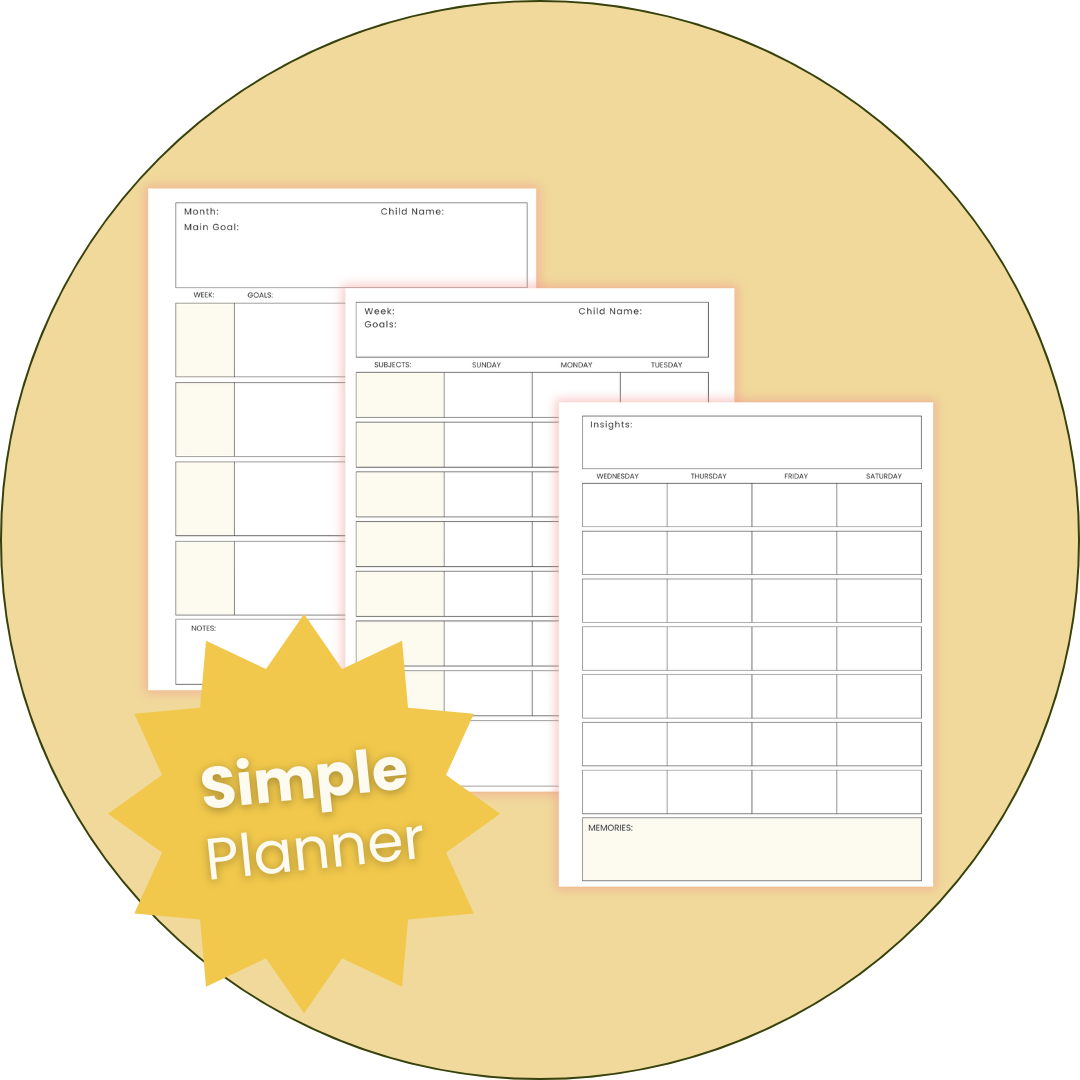 Month: Child Name:
Main Goal:
WEEK: GOALS:
NOTES:
Week: Child Name:
Goals:
SUBJECTS: SUNDAY MONDAY TUESDAY
Insights:
WEDNESDAY THURSDAY FRIDAY SATURDAY
MEMORIES:
Simple
Planner